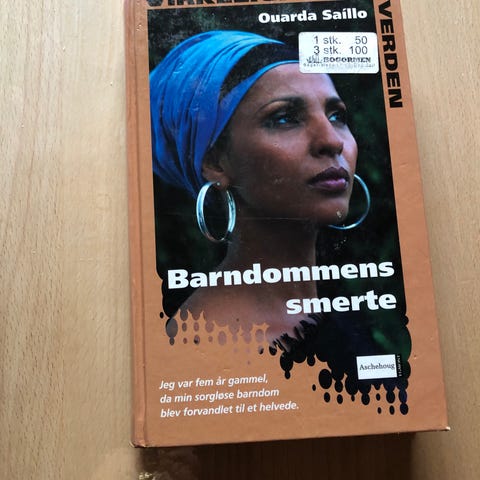 Ouarda Saíllo
VERDEN
1 stk. 50
3 stk. 100
BOGORMEN
Barndommens
smerte
Aschehoug
Jeg var fem år gammel,
da min sorgløse barndom
blev forvandlet til et helvede.